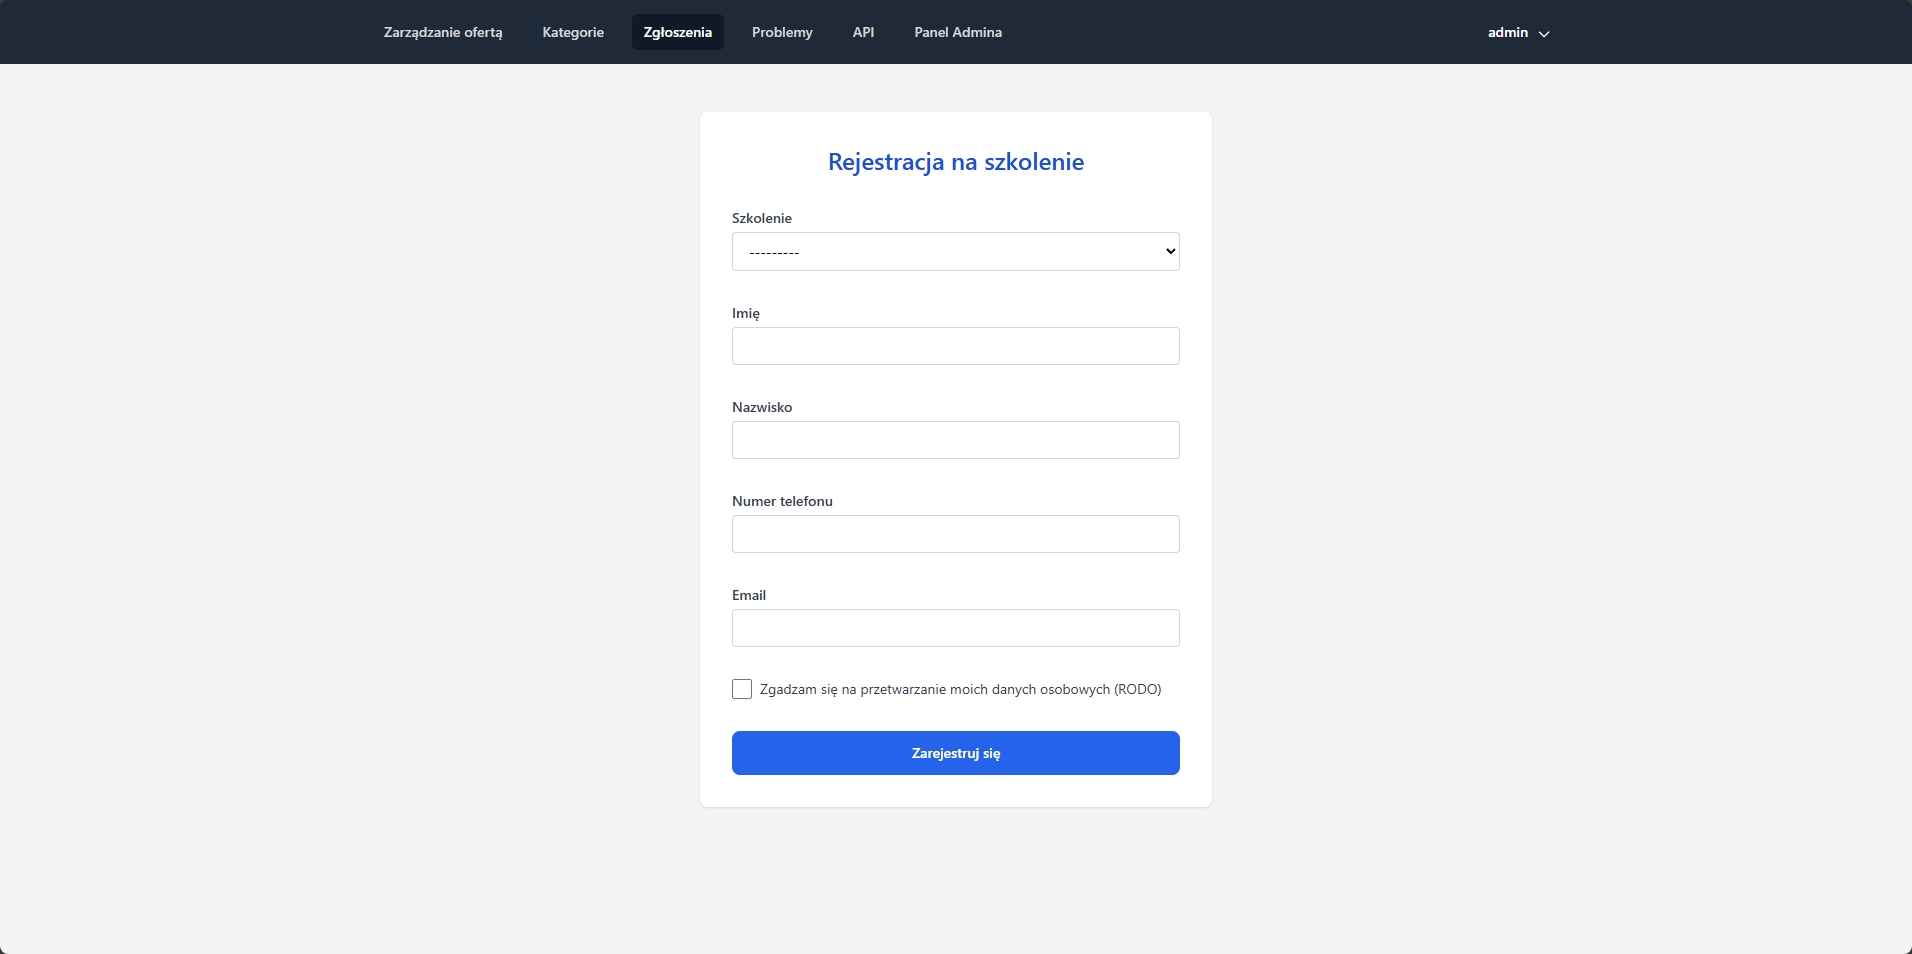 Zarządzanie ofertą Kategorie Zgłoszenia Problemy API Panel Admina admin
Rejestracja na szkolenie
Szkolenie
---------
Imię
Nazwisko
Numer telefonu
Email
Zgadzam się na przetwarzanie moich danych osobowych (RODO)
Zarejestruj się